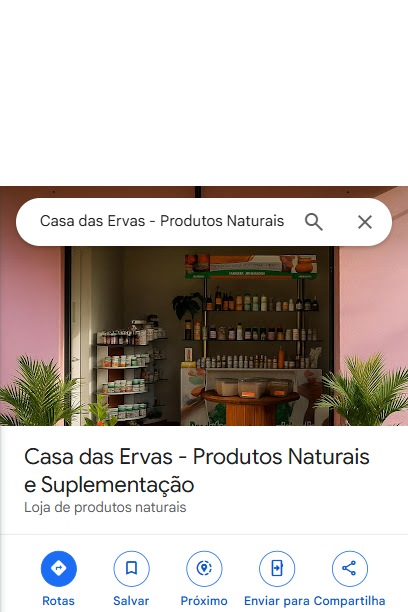 Casa das Ervas - Produtos Naturais
Casa das Ervas - Produtos Naturais
e Suplementação
Loja de produtos naturais
Rotas
Salvar
Próximo
Enviar para
Compartilha